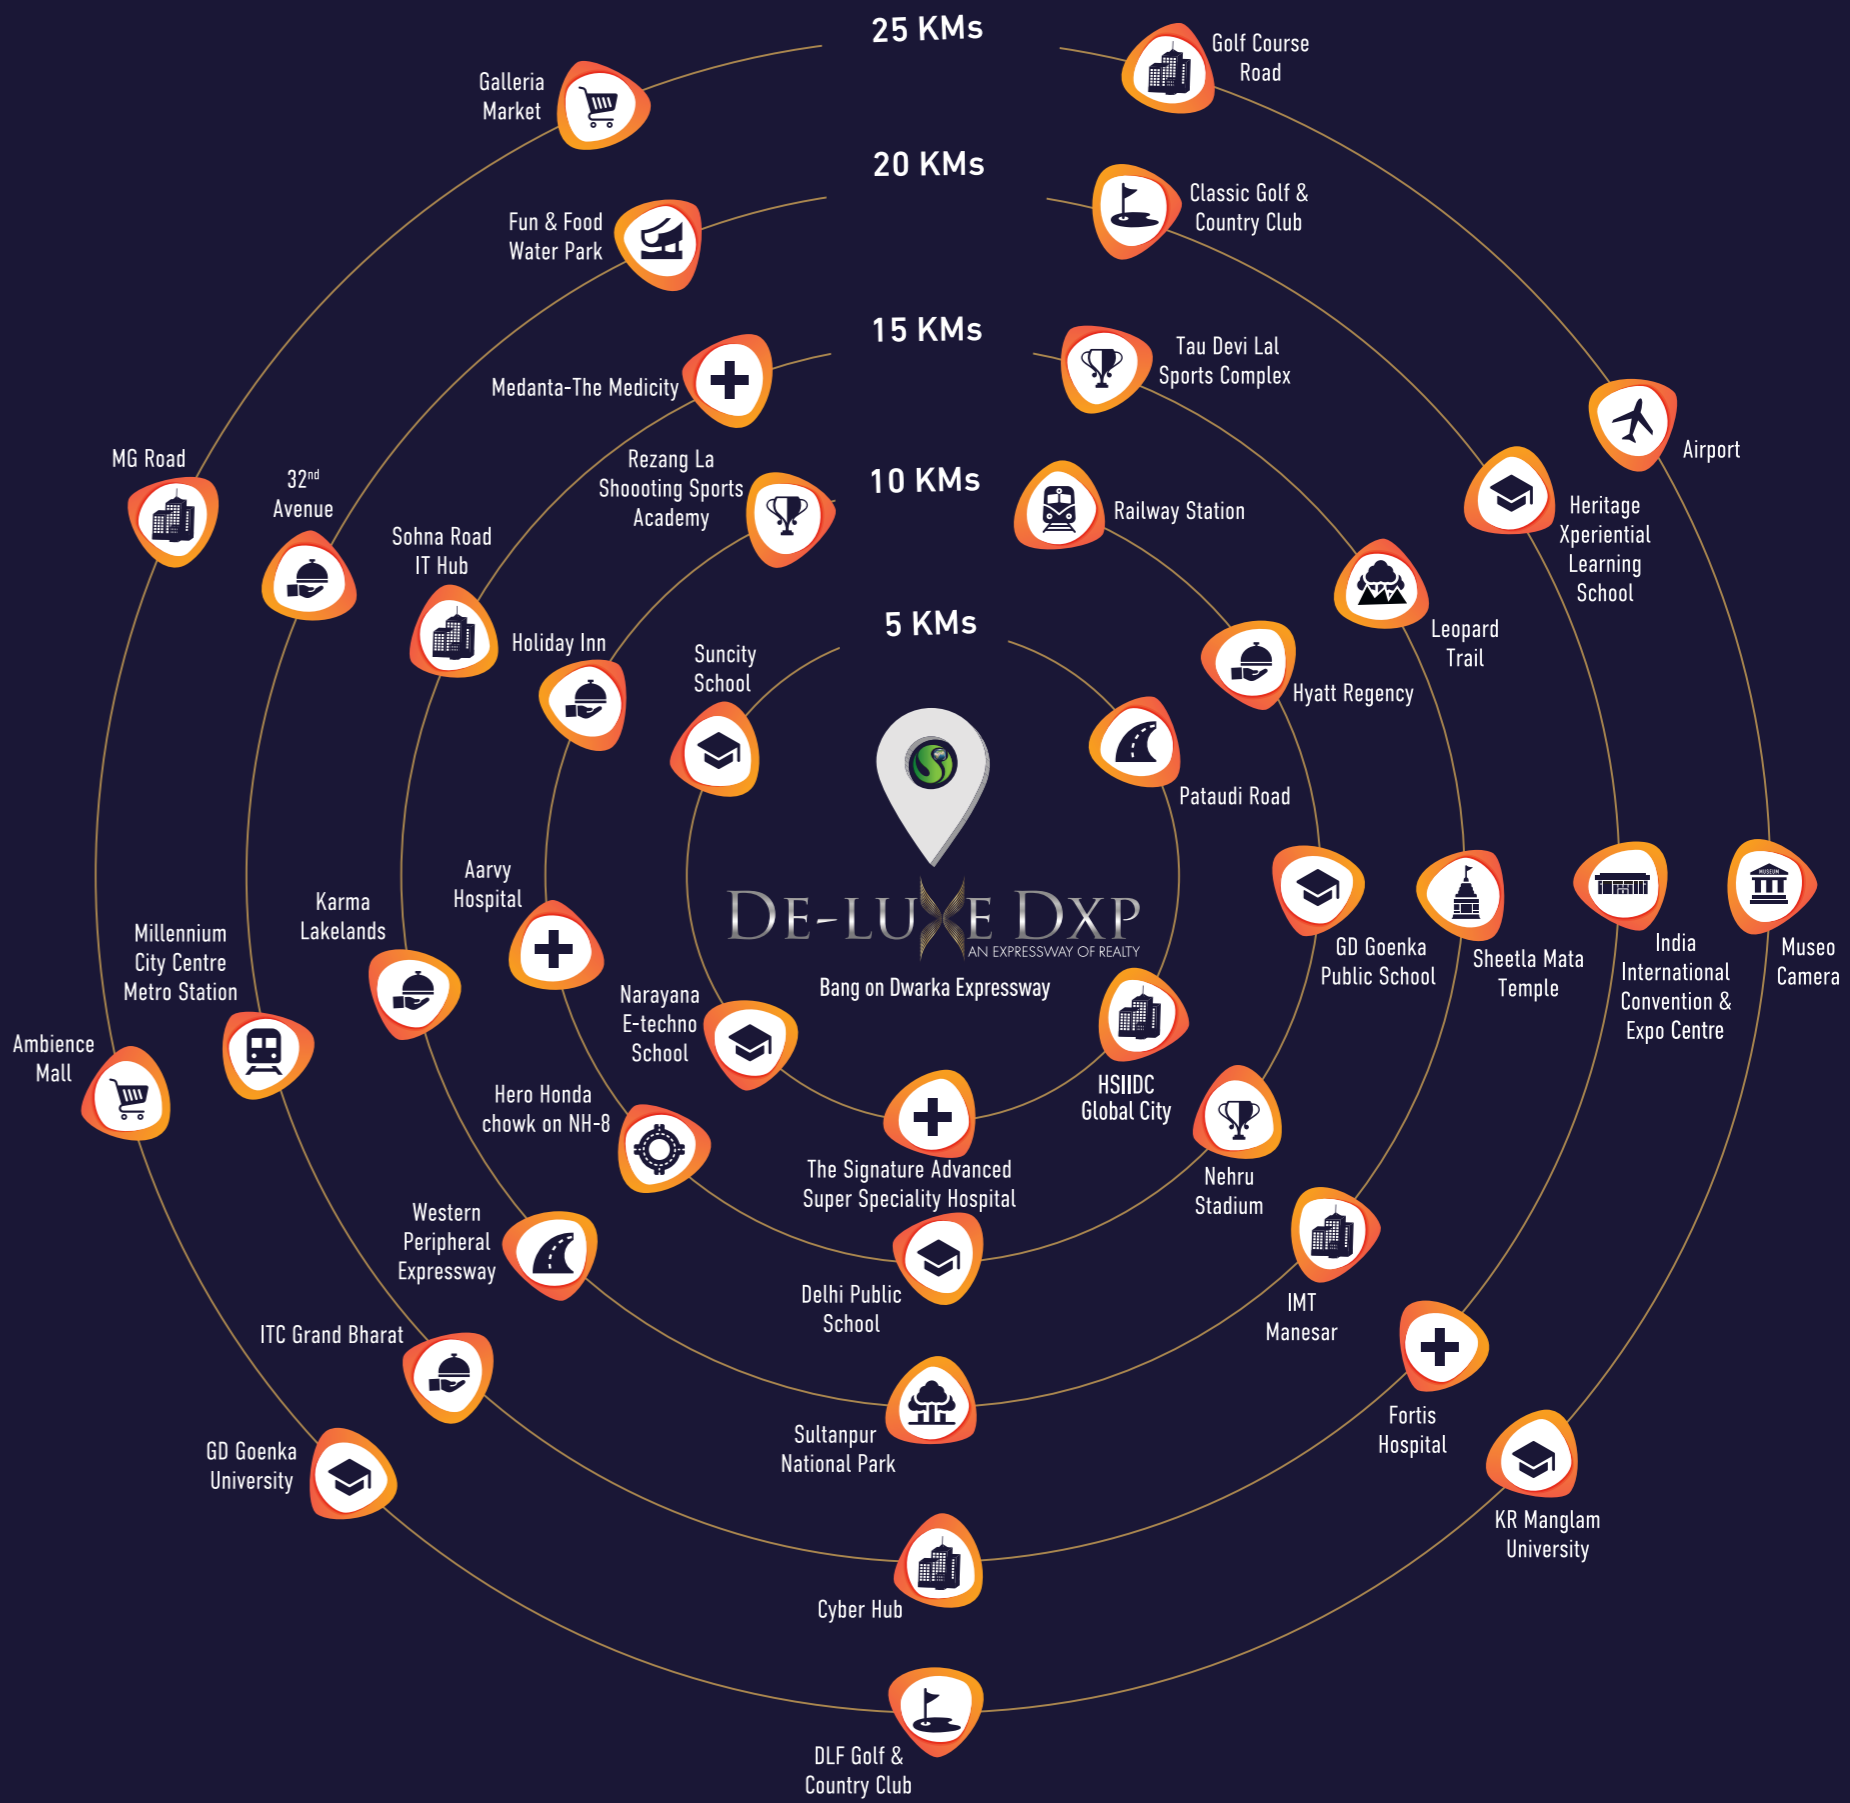 25 KMs
Golf Course
Road
Galleria
Market
20 KMs
Classic Golf &
Country Club
Fun & Food
Water Park
15 KMs
Tau Devi Lal
Sports Complex
Medanta-The Medicity
Airport
MG Road
32nd
Avenue
Rezang La
Shoooting Sports
Academy
10 KMs
Railway Station
Heritage
Xperiential
Learning
School
Sohna Road
IT Hub
Holiday Inn
5 KMs
Leopard
Trail
Suncity
School
Hyatt Regency
Pataudi Road
Aarvy
Hospital
DE-LUXE DXP
AN EXPRESSWAY OF REALTY
Bang on Dwarka Expressway
Karma
Lakelands
Millennium
City Centre
Metro Station
GD Goenka
Public School
Sheetla Mata
Temple
India
International
Convention &
Expo Centre
MUSEUM
Museo
Camera
Narayana
E-techno
School
Ambience
Mall
HSIIDC
Global City
Hero Honda
chowk on NH-8
The Signature Advanced
Super Speciality Hospital
Nehru
Stadium
Western
Peripheral
Expressway
Delhi Public
School
IMT
Manesar
ITC Grand Bharat
Sultanpur
National Park
Fortis
Hospital
GD Goenka
University
KR Manglam
University
Cyber Hub
DLF Golf &
Country Club